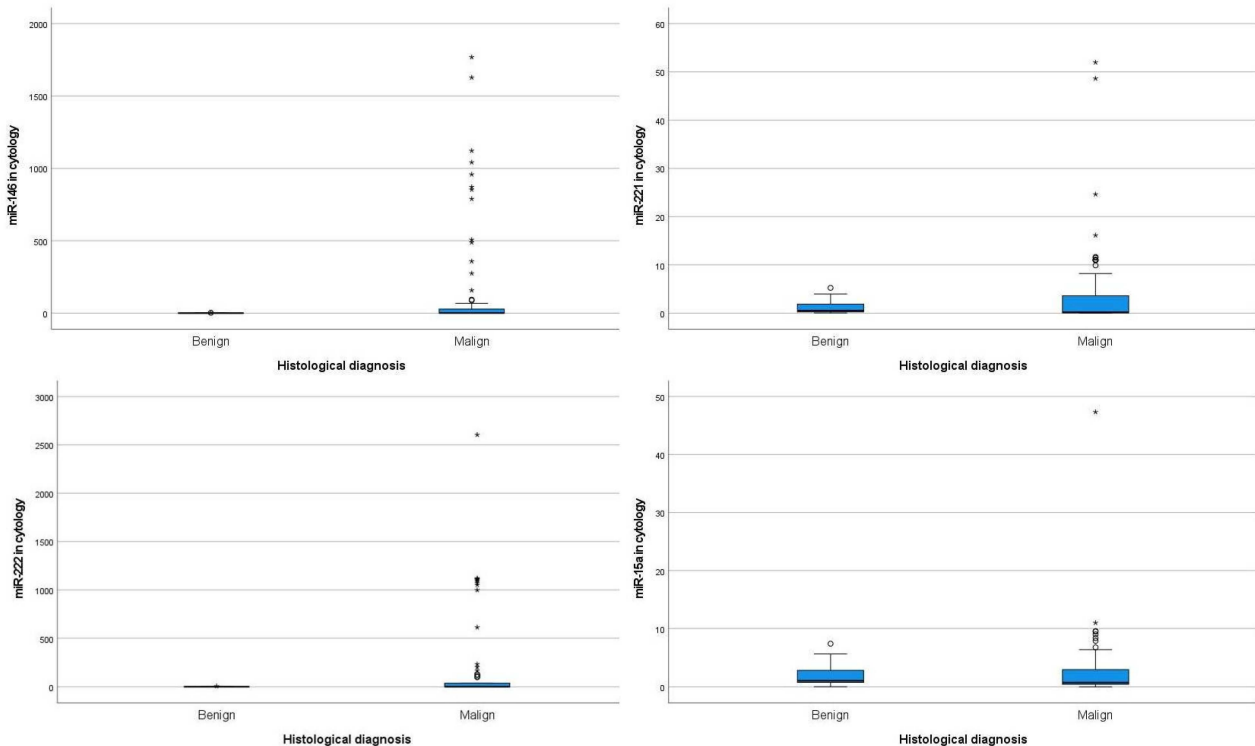 2000
1500
1000
500
0
miR-146 in cytology
Benign
Malign
Histological diagnosis
60
50
40
30
20
10
0
miR-221 in cytology
Benign
Malign
Histological diagnosis
3000
2500
2000
1500
1000
500
0
miR-222 in cytology
Benign
Malign
Histological diagnosis
50
40
30
20
10
0
miR-15a in cytology
Benign
Malign
Histological diagnosis